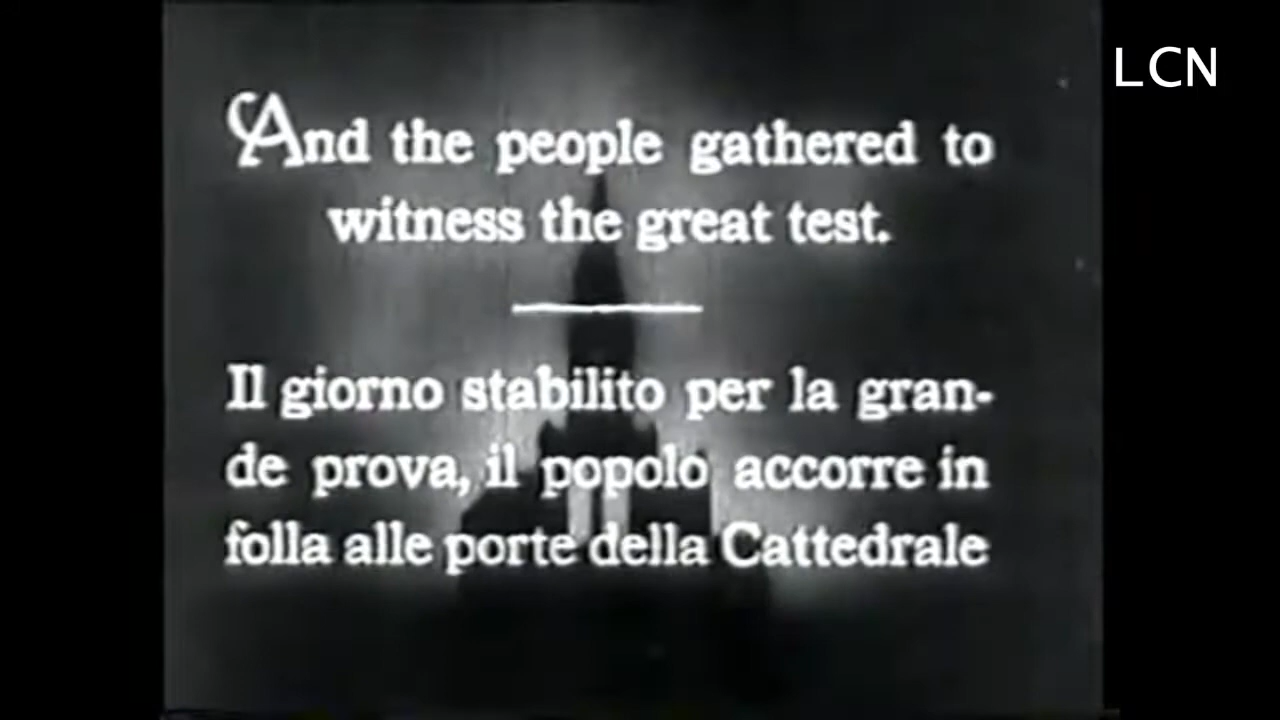 LCN
And the people gathered to
witness the great test.
Il giorno stabilito per la gran-
de prova, il popolo accorre in
folla alle porte della Cattedrale